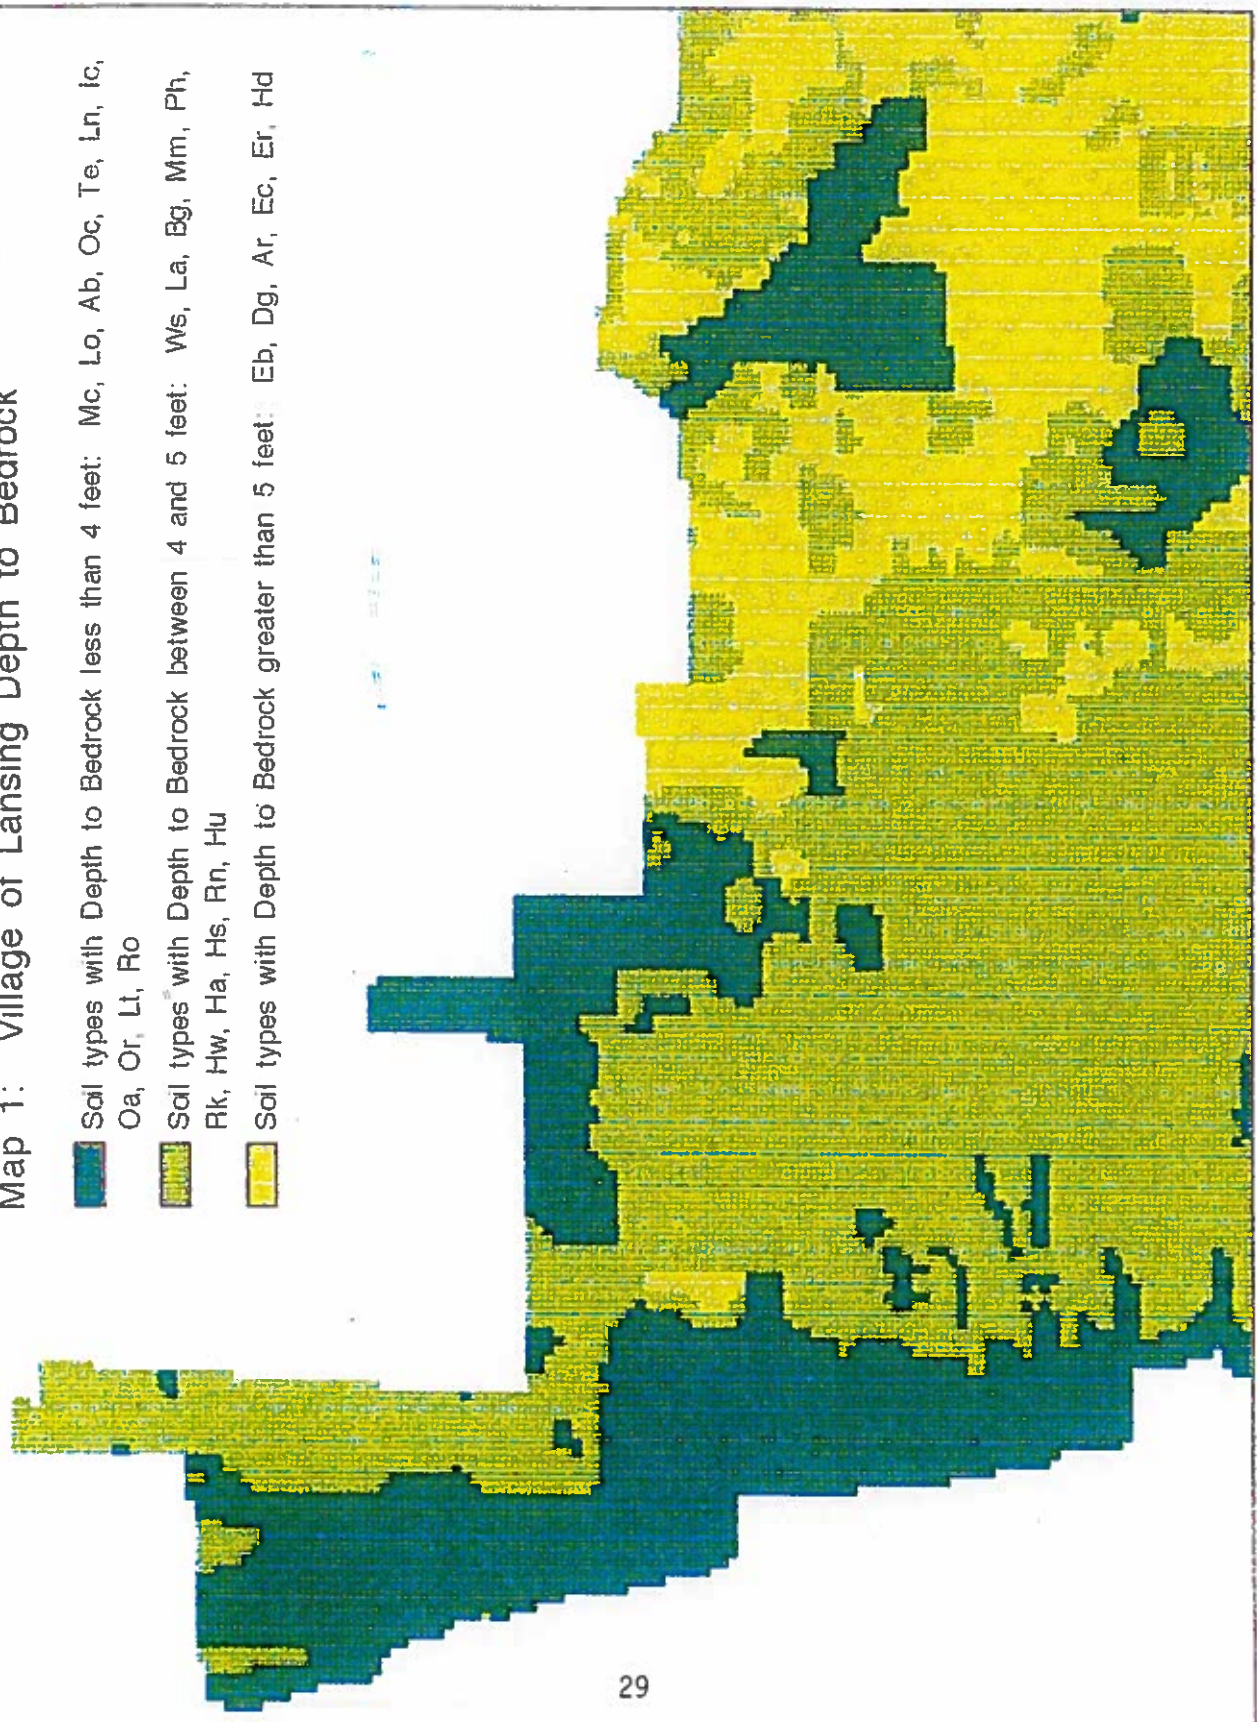 Map 1: Village of Lansing Depth to Bedrock
Soil types with Depth to Bedrock less than 4 feet: Mc, Lo, Ab, Oc, Te, Ln, Ic,
Oa, Or, Lt, Ro
Soil types with Depth to Bedrock between 4 and 5 feet: Ws, La, Bg, Mm, Ph,
Rk, Hw, Ha, Hs, Rn, Hu
Soil types with Depth to Bedrock greater than 5 feet: Eb, Dg, Ar, Ec, Er, Hd
29